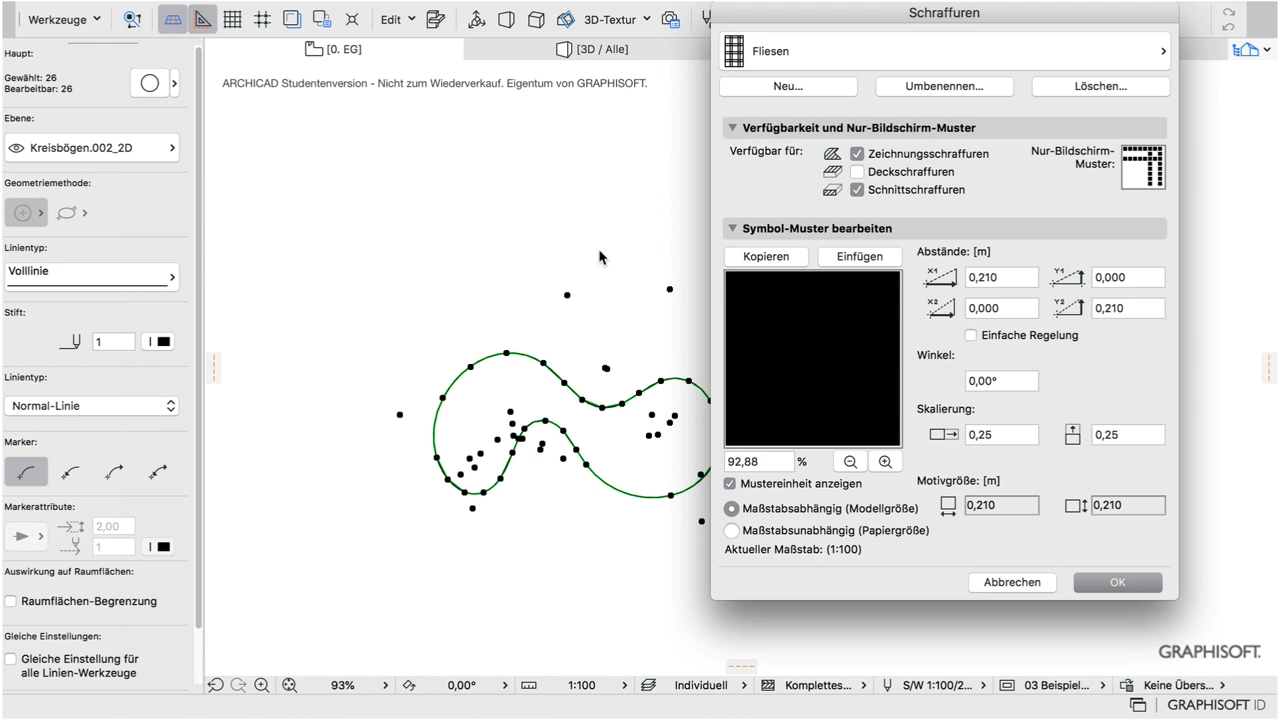 Werkzeuge
Edit
3D-Textur
Schraffuren
[0. EG]
[3D / Alle]
ARCHICAD Studentenversion - Nicht zum Wiederverkauf. Eigentum von GRAPHISOFT.
Haupt:
Gewählt: 26
Bearbeitbar: 26
Ebene:
Kreisbögen.002_2D
Geometriemethode:
Linientyp:
Volllinie
Stift:
1
Linientyp:
Normal-Linie
Marker:
Markerattribute:
2,00
1
Auswirkung auf Raumflächen:
Raumflächen-Begrenzung
Gleiche Einstellungen:
Gleiche Einstellung für
alle Linien-Werkzeuge
Fliesen
Neu...
Umbenennen...
Löschen...
Verfügbarkeit und Nur-Bildschirm-Muster
Verfügbar für:
Zeichnungsschraffuren
Deckschraffuren
Schnittschraffuren
Nur-Bildschirm-
Muster:
Symbol-Muster bearbeiten
Kopieren
Einfügen
92,88 %
Mustereinheit anzeigen
Maßstabsabhängig (Modellgröße)
Maßstabsunabhängig (Papiergröße)
Aktueller Maßstab: (1:100)
Abstände: [m]
X1 0,210 Y1 0,000
X2 0,000 Y2 0,210
Einfache Regelung
Winkel:
0,00°
Skalierung:
0,25 0,25
Motivgröße: [m]
0,210 0,210
Abbrechen
OK
GRAPHISOFT.
93%
0,00°
1:100
Individuell
Komplettes...
S/W 1:100/2...
03 Beispiel...
Keine Übers...
GRAPHISOFT ID